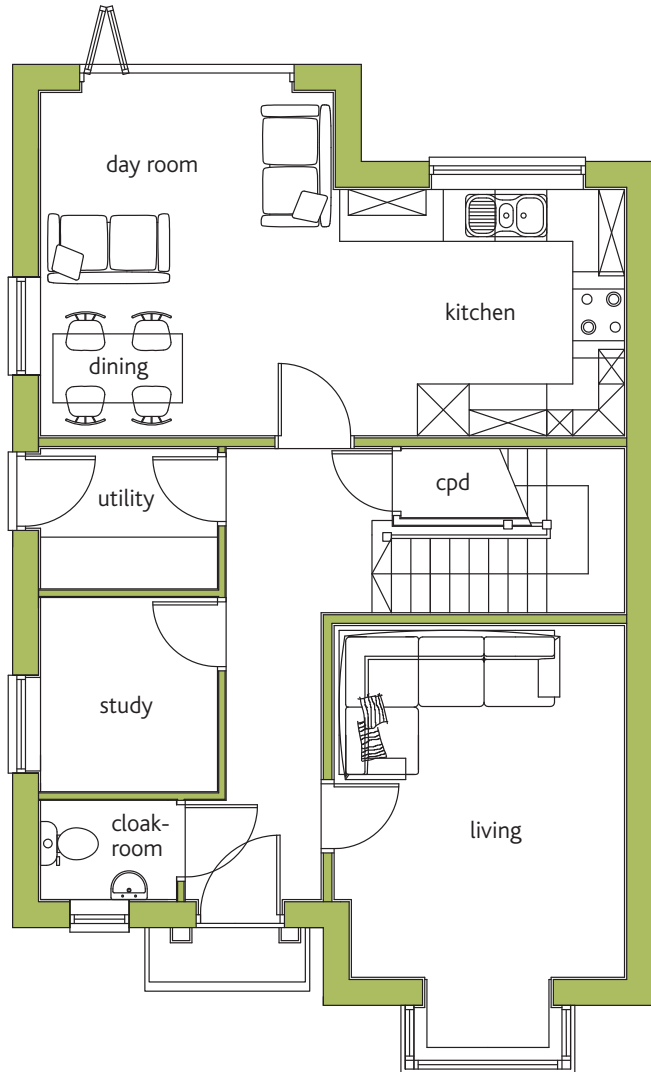 day room
kitchen
dining
cpd
utility
study
cloak-
room
living